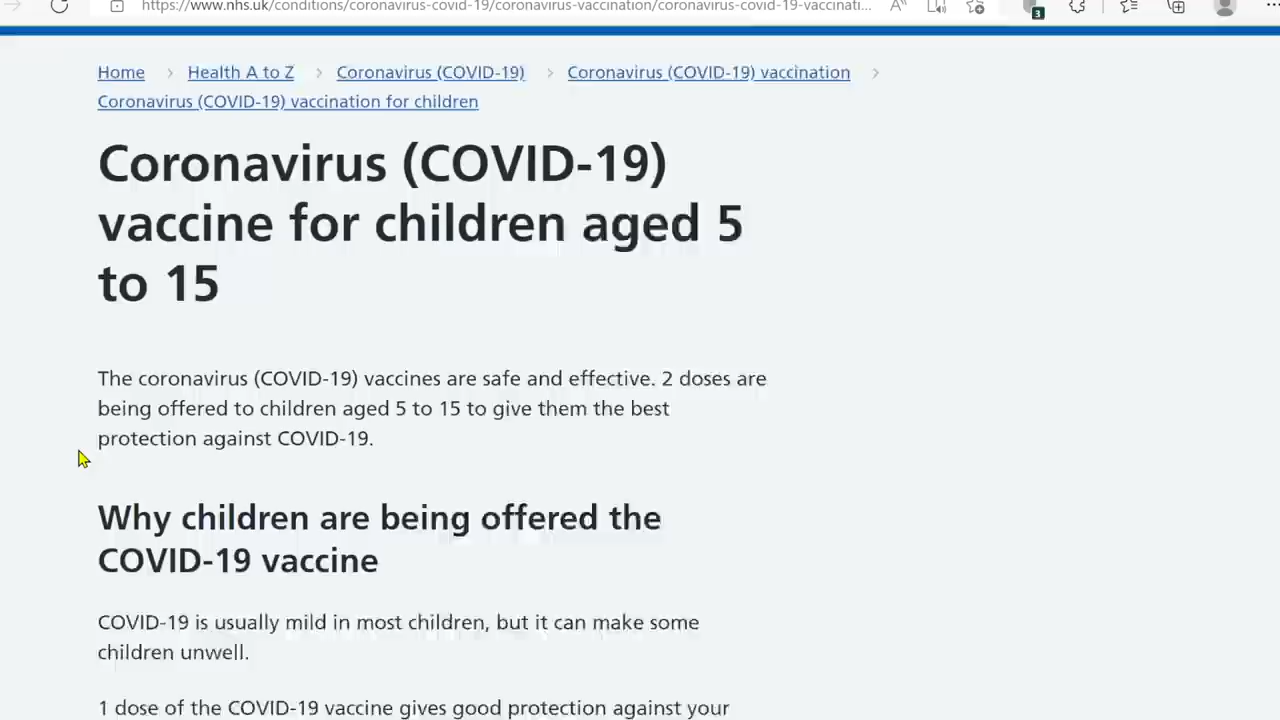 https://www.nhs.uk/conditions/coronavirus-covid-19/coronavirus-vaccination/coronavirus-covid-19-vaccinati...
3
Home > Health A to Z > Coronavirus (COVID-19) > Coronavirus (COVID-19) vaccination >
Coronavirus (COVID-19) vaccination for children
Coronavirus (COVID-19)
vaccine for children aged 5
to 15
The coronavirus (COVID-19) vaccines are safe and effective. 2 doses are
being offered to children aged 5 to 15 to give them the best
protection against COVID-19.
Why children are being offered the
COVID-19 vaccine
COVID-19 is usually mild in most children, but it can make some
children unwell.
1 dose of the COVID-19 vaccine gives good protection against your